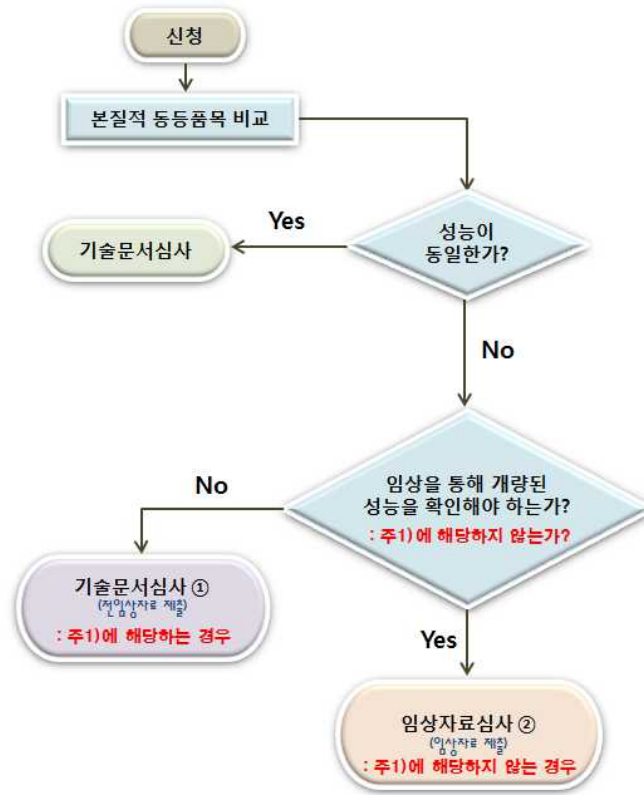 신청
본질적 동등품목 비교
성능이
동일한가?
Yes
기술문서심사
No
임상을 통해 개량된
성능을 확인해야 하는가?
: 주1)에 해당하지 않는가?
No
기술문서심사 ①
(전임상자료 제출)
: 주1)에 해당하는 경우
Yes
임상자료심사 ②
(임상자료 제출)
: 주1)에 해당하지 않는 경우